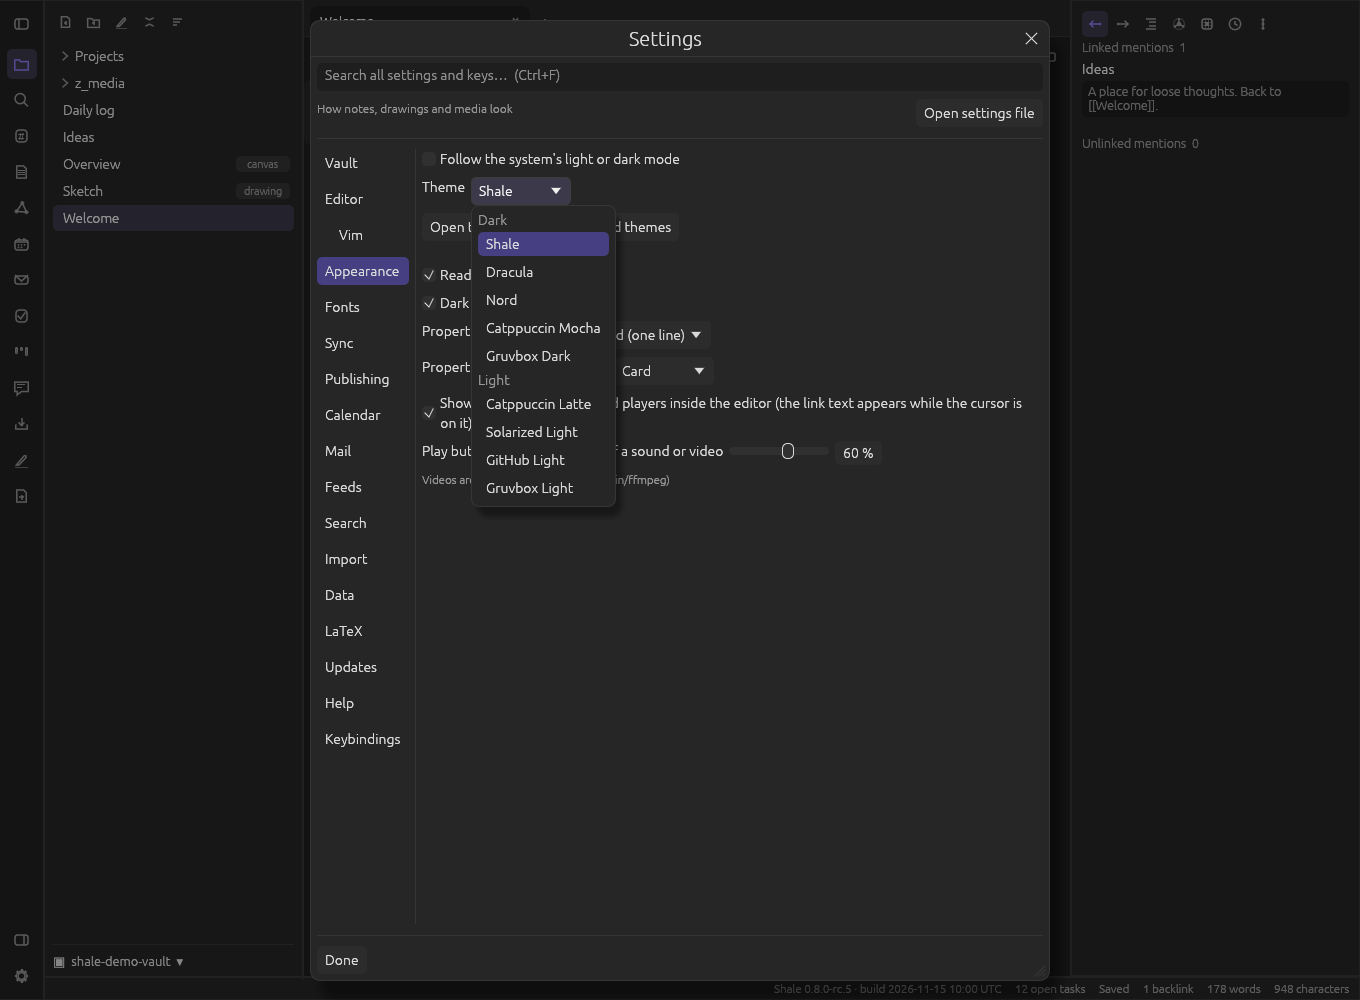 Projects
z_media
Daily log
Ideas
Overview canvas
Sketch drawing
Welcome
shale-demo-vault
Settings
Search all settings and keys… (Ctrl+F)
How notes, drawings and media look
Open settings file
Vault
Editor
Vim
Appearance
Fonts
Sync
Publishing
Calendar
Mail
Feeds
Search
Import
Data
LaTeX
Updates
Help
Keybindings
Follow the system's light or dark mode
Theme Shale
Open
d themes
Dark
Shale
Dracula
Nord
Catppuccin Mocha
Gruvbox Dark
Light
Catppuccin Latte
Solarized Light
GitHub Light
Gruvbox Light
Read
Dark
Propert
(one line)
Propert
Card
Show
players inside the editor (the link text appears while the cursor is
on it)
Play but
a sound or video 60 %
Videos are
in/ffmpeg)
Done
Linked mentions 1
Ideas
A place for loose thoughts. Back to
[[Welcome]].
Unlinked mentions 0
Shale 0.8.0-rc.5 · build 2026-11-15 10:00 UTC 12 open tasks Saved 1 backlink 178 words 948 characters